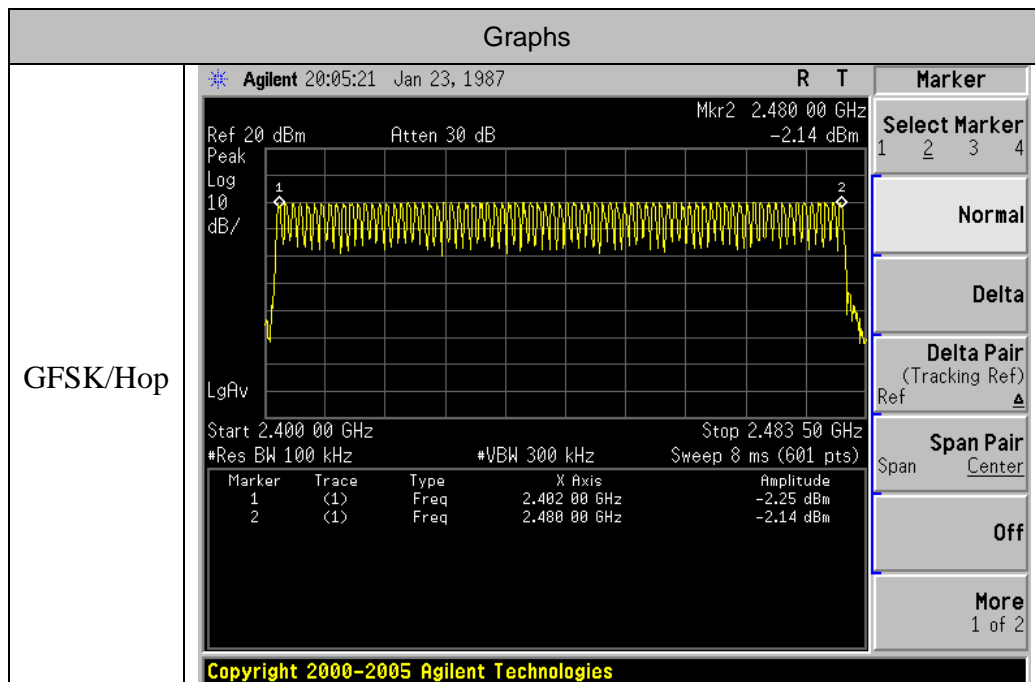 Graphs
GFSK/Hop
Agilent 20:05:21 Jan 23, 1987 R T
Mkr2 2.480 00 GHz
Ref 20 dBm Atten 30 dB -2.14 dBm
Peak
Log
10
dB/
1 2
LgAv
Start 2.400 00 GHz Stop 2.483 50 GHz
#Res BW 100 kHz #VBW 300 kHz Sweep 8 ms (601 pts)
Marker Trace Type X Axis Amplitude
1 (1) Freq 2.402 00 GHz -2.25 dBm
2 (1) Freq 2.480 00 GHz -2.14 dBm
Copyright 2000-2005 Agilent Technologies
Marker
Select Marker
1 2 3 4
Normal
Delta
Delta Pair
(Tracking Ref)
Ref Δ
Span Pair
Span Center
Off
More
1 of 2